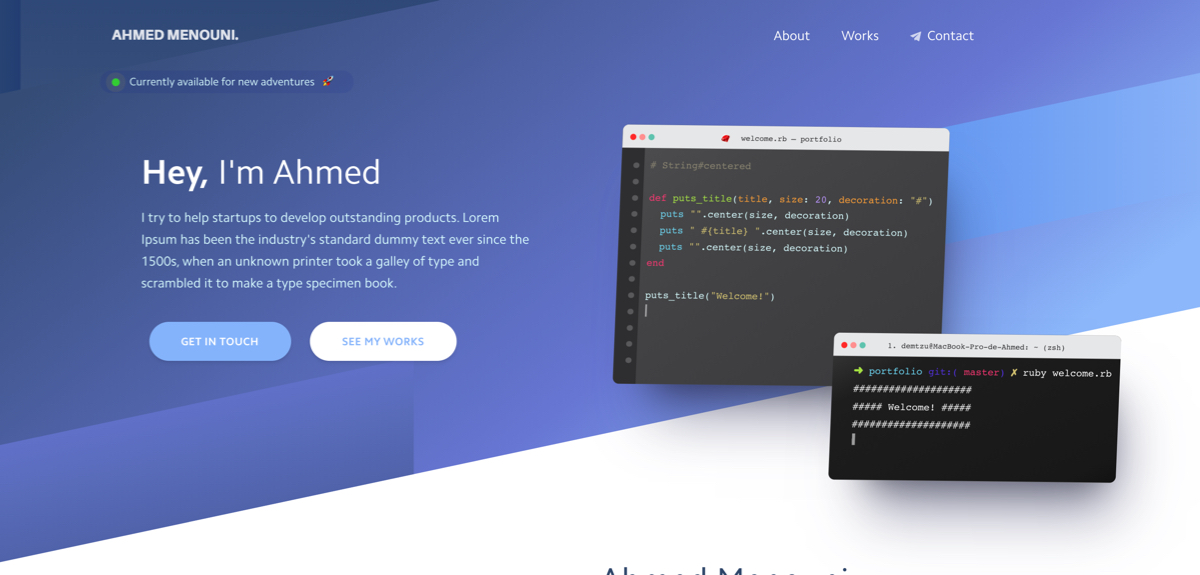 AHMED MENOUNI.
About
Works
Contact
Currently available for new adventures
Hey, I'm Ahmed
I try to help startups to develop outstanding products. Lorem
Ipsum has been the industry's standard dummy text ever since the
1500s, when an unknown printer took a galley of type and
scrambled it to make a type specimen book.
GET IN TOUCH
SEE MY WORKS
welcome.rb — portfolio
# String#centered
def puts_title(title, size: 20, decoration: "#")
puts "".center(size, decoration)
puts " #{title} ".center(size, decoration)
puts "".center(size, decoration)
end
puts_title("Welcome!")
1. demtzu@MacBook-Pro-de-Ahmed: ~ (zsh)
➜ portfolio git:( master) ✗ ruby welcome.rb
####################
##### Welcome! #####
####################
Ahmed Menouni